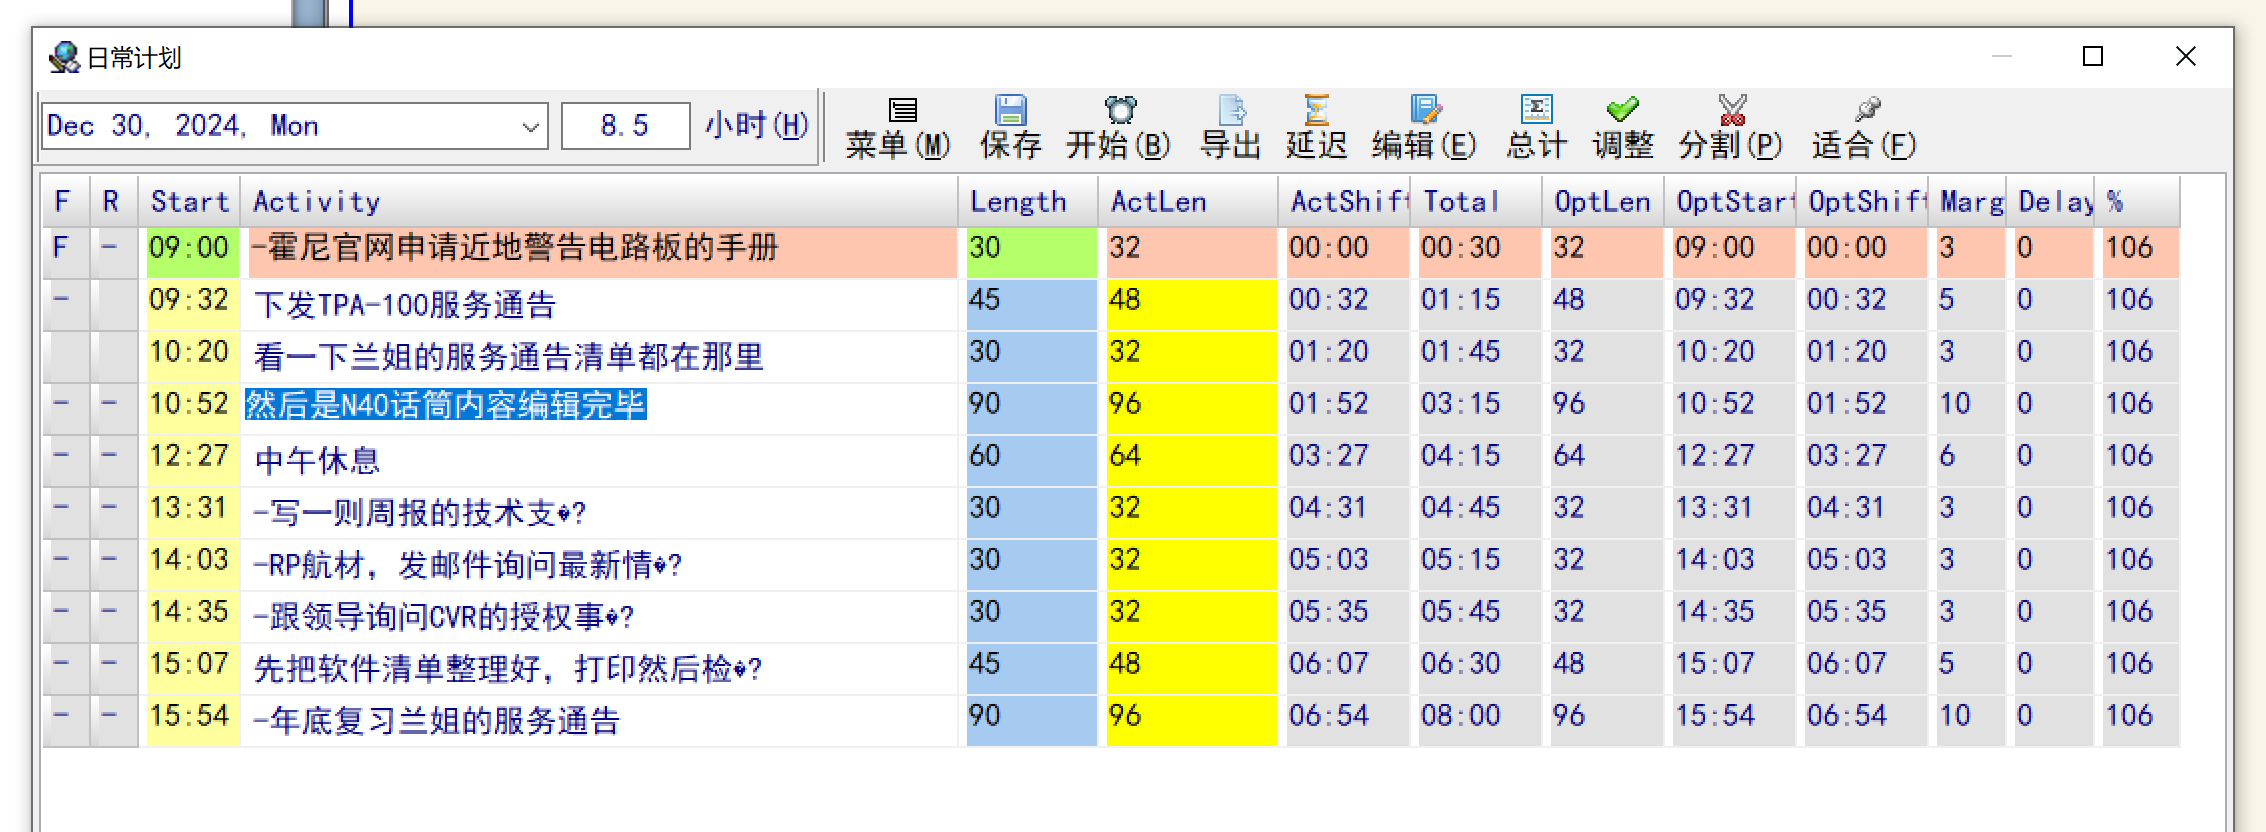 日常计划
Dec 30, 2024, Mon 8.5 小时(H) 菜单(M) 保存 开始(B) 导出 延迟 编辑(E) 总计 调整 分割(P) 适合(F)
F R Start Activity Length ActLen ActShift Total OptLen OptStart OptShift Marg Delay %
F - 09:00 -霍尼官网申请近地警告电路板的手册 30 32 00:00 00:30 32 09:00 00:00 3 0 106
- 09:32 下发TPA-100服务通告 45 48 00:32 01:15 48 09:32 00:32 5 0 106
10:20 看一下兰姐的服务通告清单都在那里 30 32 01:20 01:45 32 10:20 01:20 3 0 106
- - 10:52 然后是N40话筒内容编辑完毕 90 96 01:52 03:15 96 10:52 01:52 10 0 106
- - 12:27 中午休息 60 64 03:27 04:15 64 12:27 03:27 6 0 106
- - 13:31 -写一则周报的技术支�? 30 32 04:31 04:45 32 13:31 04:31 3 0 106
- - 14:03 -RP航材，发邮件询问最新情�? 30 32 05:03 05:15 32 14:03 05:03 3 0 106
- - 14:35 -跟领导询问CVR的授权事�? 30 32 05:35 05:45 32 14:35 05:35 3 0 106
- - 15:07 先把软件清单整理好，打印然后检�? 45 48 06:07 06:30 48 15:07 06:07 5 0 106
- - 15:54 -年底复习兰姐的服务通告 90 96 06:54 08:00 96 15:54 06:54 10 0 106